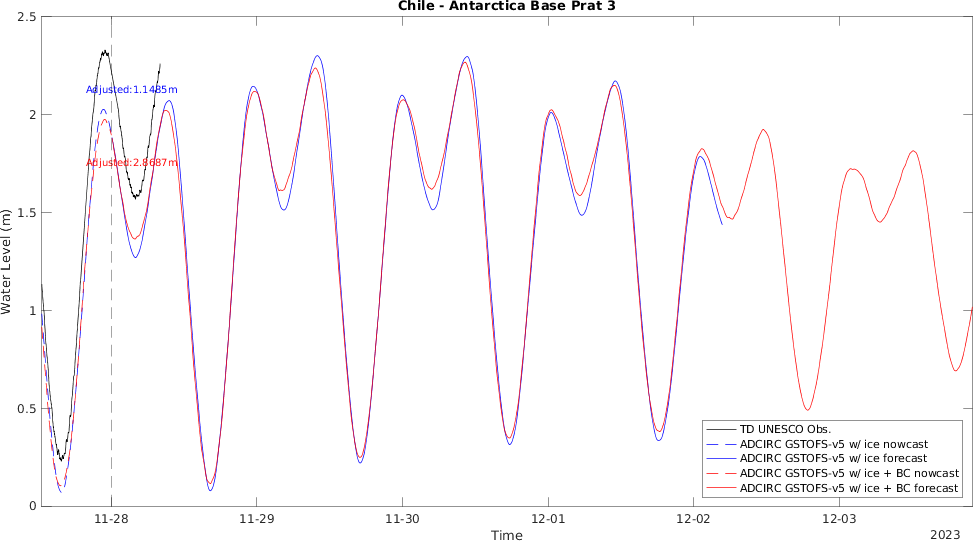 Chile - Antarctica Base Prat 3
2.5
2
1.5
1
0.5
0
Water Level (m)
Adjusted:1.1485m
Adjusted:2.8687m
TD UNESCO Obs.
ADCIRC GSTOFS-v5 w/ ice nowcast
ADCIRC GSTOFS-v5 w/ ice forecast
ADCIRC GSTOFS-v5 w/ ice + BC nowcast
ADCIRC GSTOFS-v5 w/ ice + BC forecast
11-28
11-29
11-30
12-01
12-02
12-03
Time
2023